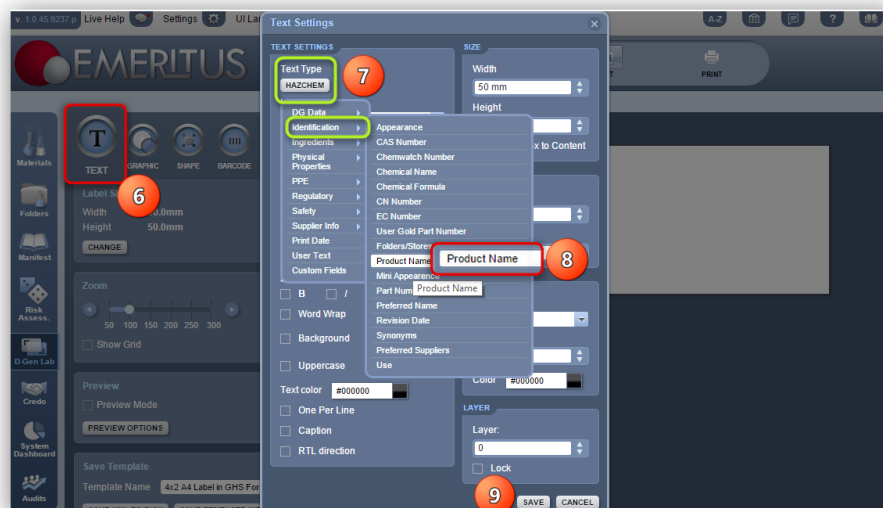 v. 1.0.45.9237.p Live Help Settings UI La
A-Z
?
EMERITUS
PRINT
Materials
Folders
Manifest
Risk
Assess.
D-Gen Lab
Credo
System
Dashboard
Audits
T
TEXT
GRAPHIC
SHAPE
BARCODE
6
Label S
Width
0.0mm
Height
50.0mm
CHANGE
Zoom
50 100 150 200 250 300
Show Grid
Preview
Preview Mode
PREVIEW OPTIONS
Save Template
Template Name 4x2 A4 Label in GHS For
Text Settings
TEXT SETTINGS
Text Type
HAZCHEM
7
DG Data
Identification
Ingredients
Physical
Properties
PPE
Regulatory
Safety
Supplier Info
Print Date
User Text
Custom Fields
Appearance
CAS Number
Chemwatch Number
Chemical Name
Chemical Formula
CN Number
EC Number
User Gold Part Number
Folders/Stores
Product Name
Product Name
8
Mini Appearence
Part Num
Product Name
Preferred Name
Revision Date
Synonyms
Preferred Suppliers
Use
B
I
Word Wrap
Background
Uppercase
Text color #000000
One Per Line
Caption
RTL direction
SIZE
Width
50 mm
Height
x to Content
Color #000000
LAYER
Layer:
0
Lock
9
SAVE
CANCEL